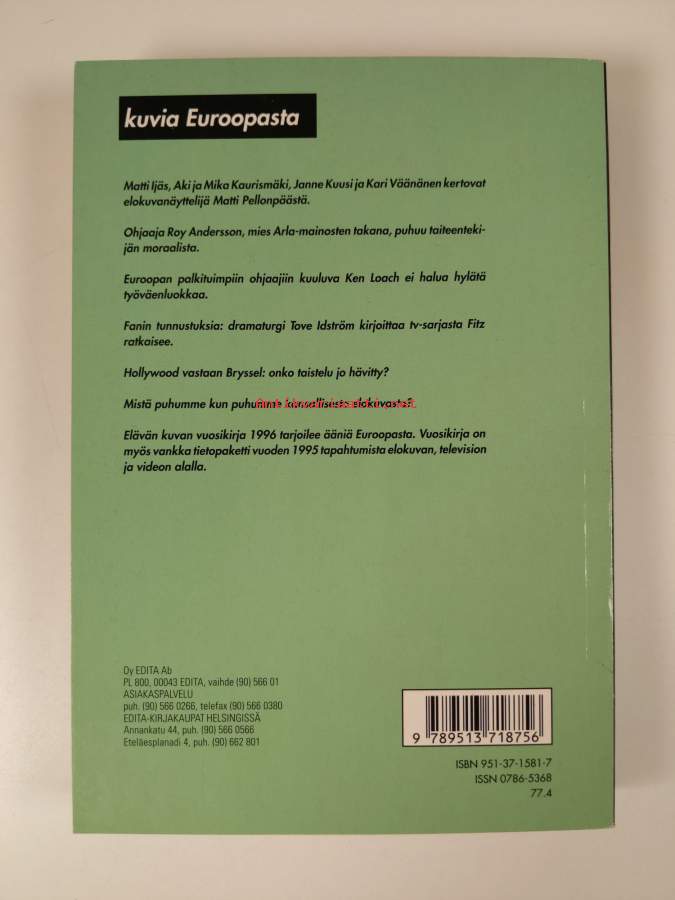 kuvia Euroopasta
Matti Ijäs, Aki ja Mika Kaurismäki, Janne Kuusi ja Kari Väänänen kertovat
elokuvanäyttelijä Matti Pellonpäästä.
Ohjaaja Roy Andersson, mies Arla-mainosten takana, puhuu taiteenteki-
jän moraalista.
Euroopan palkituimpiin ohjaajiin kuuluva Ken Loach ei halua hylätä
työväenluokkaa.
Fanin tunnustuksia: dramaturgi Tove Idström kirjoittaa tv-sarjasta Fitz
ratkaisee.
Hollywood vastaan Bryssel: onko taistelu jo hävitty?
Mistä puhumme kun puhumme kansallisesta elokuvasta?
Elävän kuvan vuosikirja 1996 tarjoilee ääniä Euroopasta. Vuosikirja on
myös vankka tietopaketti vuoden 1995 tapahtumista elokuvan, television
ja videon alalla.
Oy EDITA Ab
PL 800, 00043 EDITA, vaihde (90) 566 01
ASIAKASPALVELU
puh. (90) 566 0266, telefax (90) 566 0380
EDITA-KIRJAKAUPAT HELSINGISSÄ
Annankatu 44, puh. (90) 566 0566
Eteläesplanadi 4, puh. (90) 662 801
9 789513 718756
ISBN 951-37-1581-7
ISSN 0786-5368
77.4